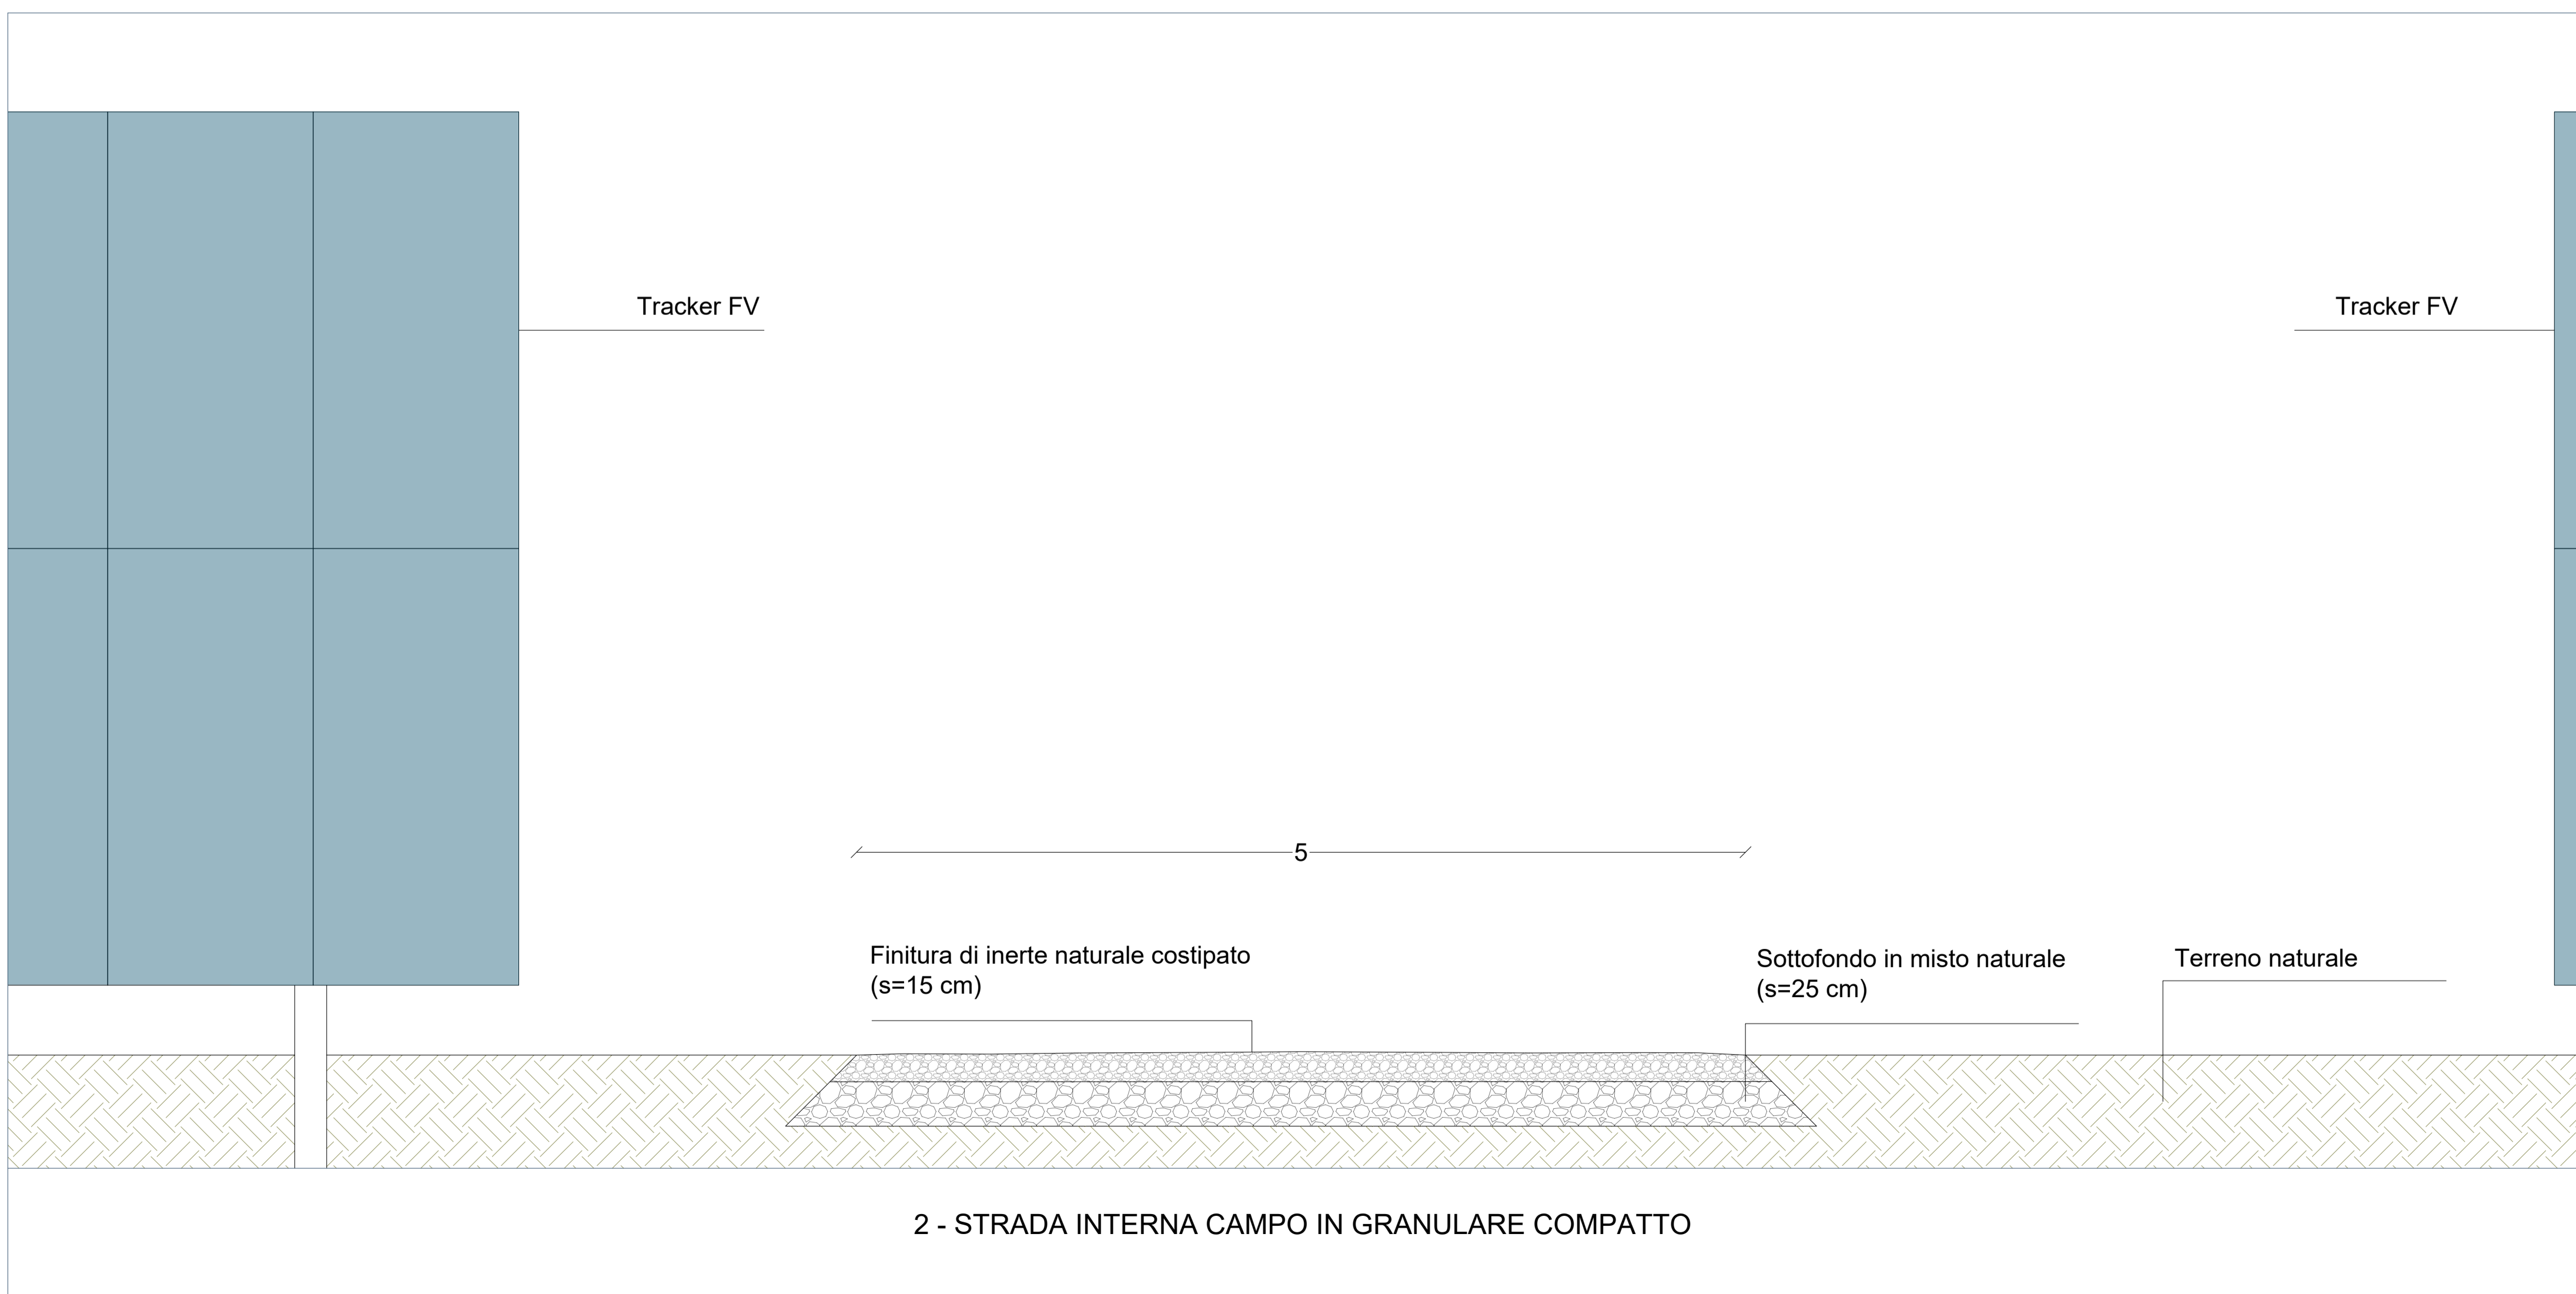 Tracker FV
Tracker FV
5
Finitura di inerte naturale costipato
(s=15 cm)
Sottofondo in misto naturale
(s=25 cm)
Terreno naturale
2 - STRADA INTERNA CAMPO IN GRANULARE COMPATTO